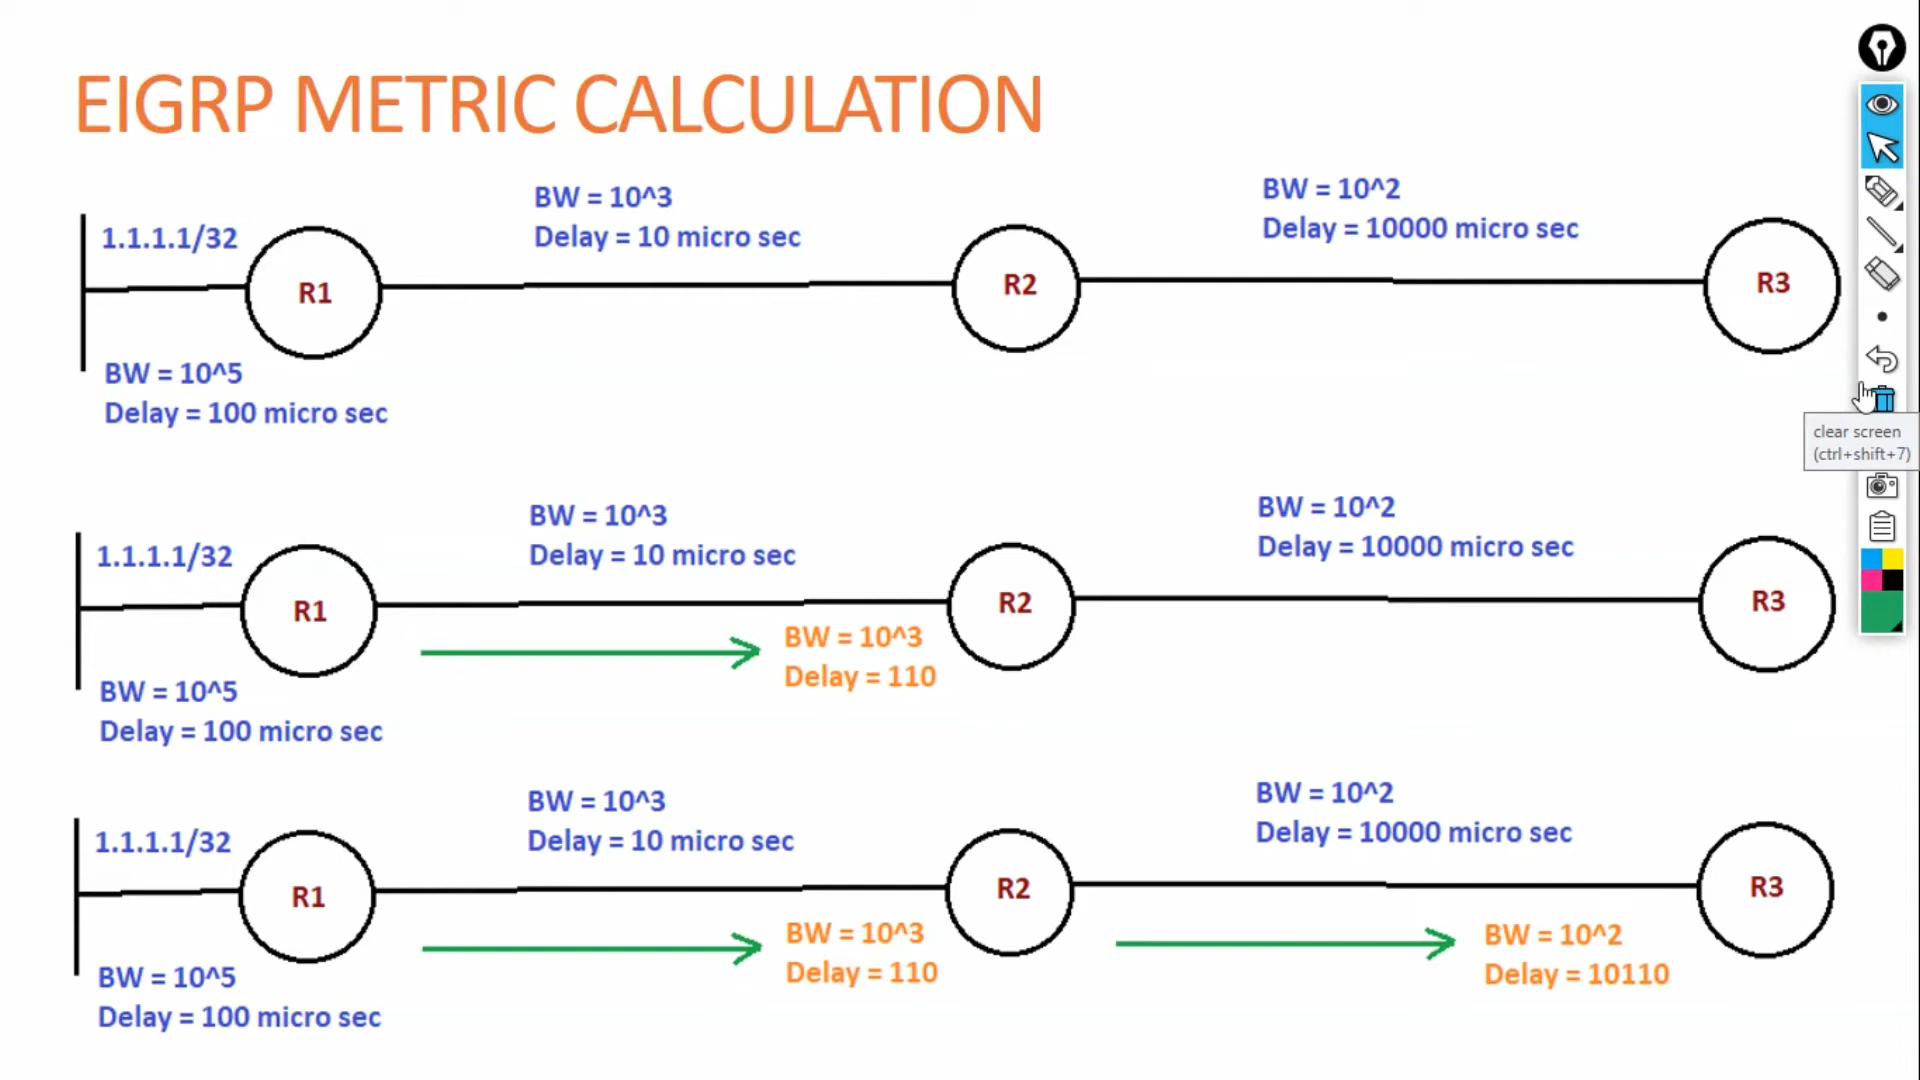 EIGRP METRIC CALCULATION
BW = 10^3
Delay = 10 micro sec
BW = 10^2
Delay = 10000 micro sec
1.1.1.1/32
R1
R2
R3
BW = 10^5
Delay = 100 micro sec
clear screen
(ctrl+shift+7)
BW = 10^3
Delay = 10 micro sec
BW = 10^2
Delay = 10000 micro sec
1.1.1.1/32
R1
R2
R3
BW = 10^3
Delay = 110
BW = 10^5
Delay = 100 micro sec
BW = 10^3
Delay = 10 micro sec
BW = 10^2
Delay = 10000 micro sec
1.1.1.1/32
R1
R2
R3
BW = 10^3
Delay = 110
BW = 10^2
Delay = 10110
BW = 10^5
Delay = 100 micro sec